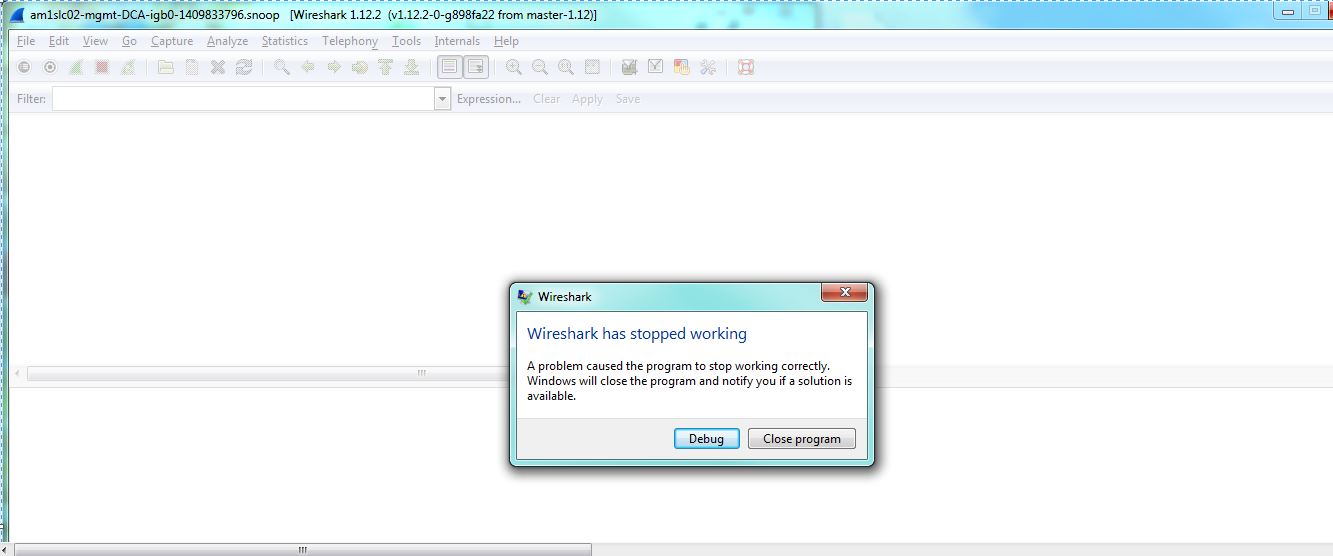 am1slc02-mgmt-DCA-igb0-1409833796.snoop [Wireshark 1.12.2 (v1.12.2-0-g898fa22 from master-1.12)]
File Edit View Go Capture Analyze Statistics Telephony Tools Internals Help
Filter: Expression... Clear Apply Save
Wireshark
Wireshark has stopped working
A problem caused the program to stop working correctly.
Windows will close the program and notify you if a solution is
available.
Debug Close program